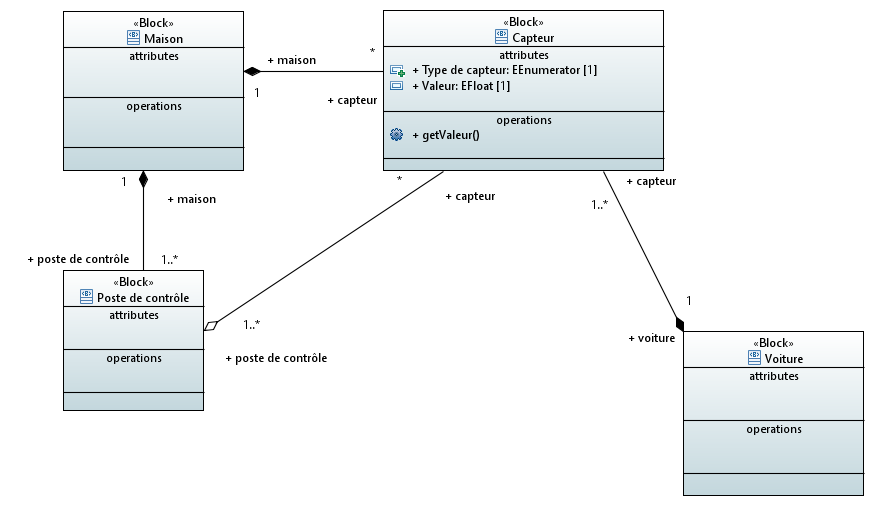 «Block»
Maison
attributes
operations
+ maison
1
*
+ capteur
«Block»
Capteur
attributes
+ Type de capteur: EEnumerator [1]
+ Valeur: EFloat [1]
operations
+ getValeur()
1
+ maison
+ poste de contrôle
1..*
*
+ capteur
+ capteur
1..*
«Block»
Poste de contrôle
attributes
operations
1..*
+ poste de contrôle
1
+ voiture
«Block»
Voiture
attributes
operations